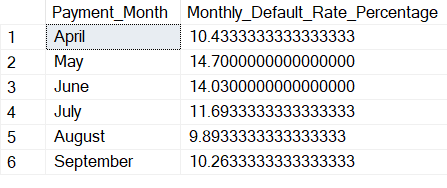 Payment_Month Monthly_Default_Rate_Percentage
1 April 10.4333333333333333
2 May 14.7000000000000000
3 June 14.0300000000000000
4 July 11.6933333333333333
5 August 9.8933333333333333
6 September 10.2633333333333333